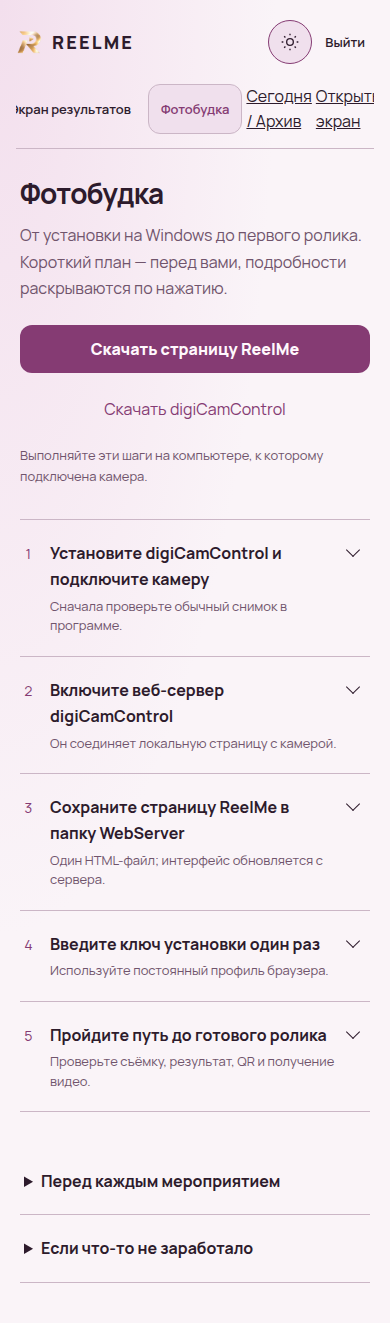 REELME
Выйти
Экран результатов
Фотобудка
Сегодня
/ Архив
Открыть
экран
Фотобудка
От установки на Windows до первого ролика.
Короткий план — перед вами, подробности
раскрываются по нажатию.
Скачать страницу ReelMe
Скачать digiCamControl
Выполняйте эти шаги на компьютере, к которому
подключена камера.
1 Установите digiCamControl и
подключите камеру
Сначала проверьте обычный снимок в
программе.
2 Включите веб-сервер
digiCamControl
Он соединяет локальную страницу с камерой.
3 Сохраните страницу ReelMe в
папку WebServer
Один HTML-файл; интерфейс обновляется с
сервера.
4 Введите ключ установки один раз
Используйте постоянный профиль браузера.
5 Пройдите путь до готового ролика
Проверьте съёмку, результат, QR и получение
видео.
Перед каждым мероприятием
Если что-то не заработало